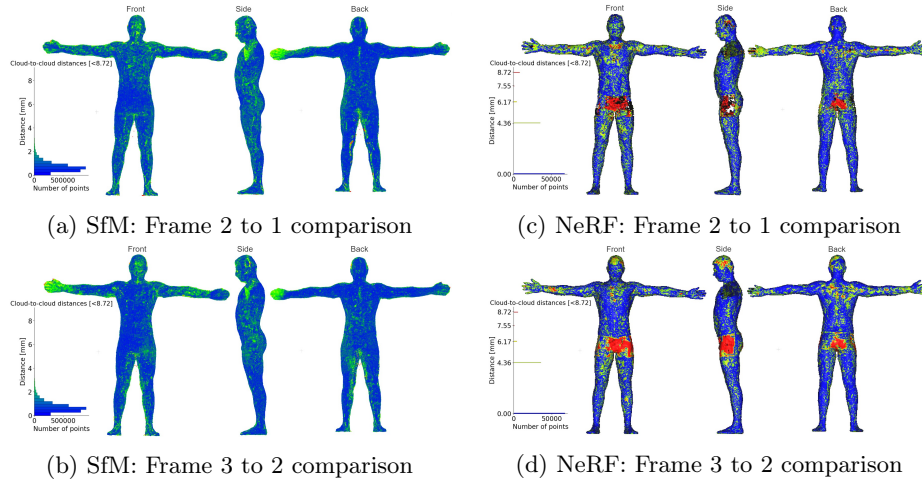 Front
Side
Back
Cloud-to-cloud distances [<8.72]
8
6
4
2
0
Distance [mm]
0
500000
Number of points
(a) SfM: Frame 2 to 1 comparison
Front
Side
Back
Cloud-to-cloud distances [<8.72]
8
6
4
2
0
Distance [mm]
0
500000
Number of points
(b) SfM: Frame 3 to 2 comparison
Front
Side
Back
Cloud-to-cloud distances [<8.72]
8.72
7.55
6.17
4.36
0.00
Distance [mm]
0
50000
Number of points
(c) NeRF: Frame 2 to 1 comparison
Front
Side
Back
Cloud-to-cloud distances [<8.72]
8.72
7.55
6.17
4.36
0.00
Distance [mm]
0
50000
Number of points
(d) NeRF: Frame 3 to 2 comparison